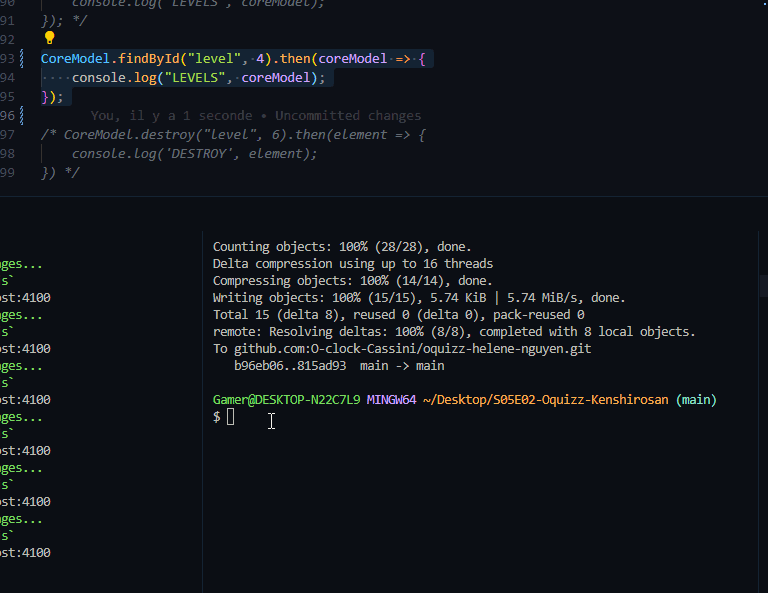 90 console.log("LEVELS", coreModel);
91 }); */
92
93 CoreModel.findById("level", 4).then(coreModel => {
94 ····console.log("LEVELS", coreModel);
95 });
96 You, il y a 1 seconde • Uncommitted changes
97 /* CoreModel.destroy("level", 6).then(element => {
98 console.log('DESTROY', element);
99 }) */
Counting objects: 100% (28/28), done.
Delta compression using up to 16 threads
Compressing objects: 100% (14/14), done.
Writing objects: 100% (15/15), 5.74 KiB | 5.74 MiB/s, done.
Total 15 (delta 8), reused 0 (delta 0), pack-reused 0
remote: Resolving deltas: 100% (8/8), completed with 8 local objects.
To github.com:O-clock-Cassini/oquizz-helene-nguyen.git
b96eb06..815ad93 main -> main
Gamer@DESKTOP-N22C7L9 MINGW64 ~/Desktop/S05E02-Oquizz-Kenshirosan (main)
$
ges...
s`
ost:4100
ges...
s`
ost:4100
ges...
s`
ost:4100
ges...
s`
ost:4100
ges...
s`
ost:4100
ges...
s`
ost:4100